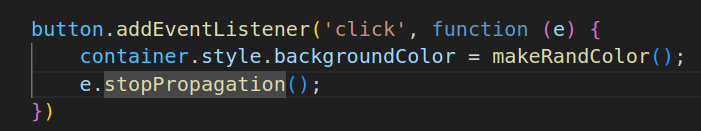 button.addEventListener('click', function (e) {
    container.style.backgroundColor = makeRandColor();
    e.stopPropagation();
})